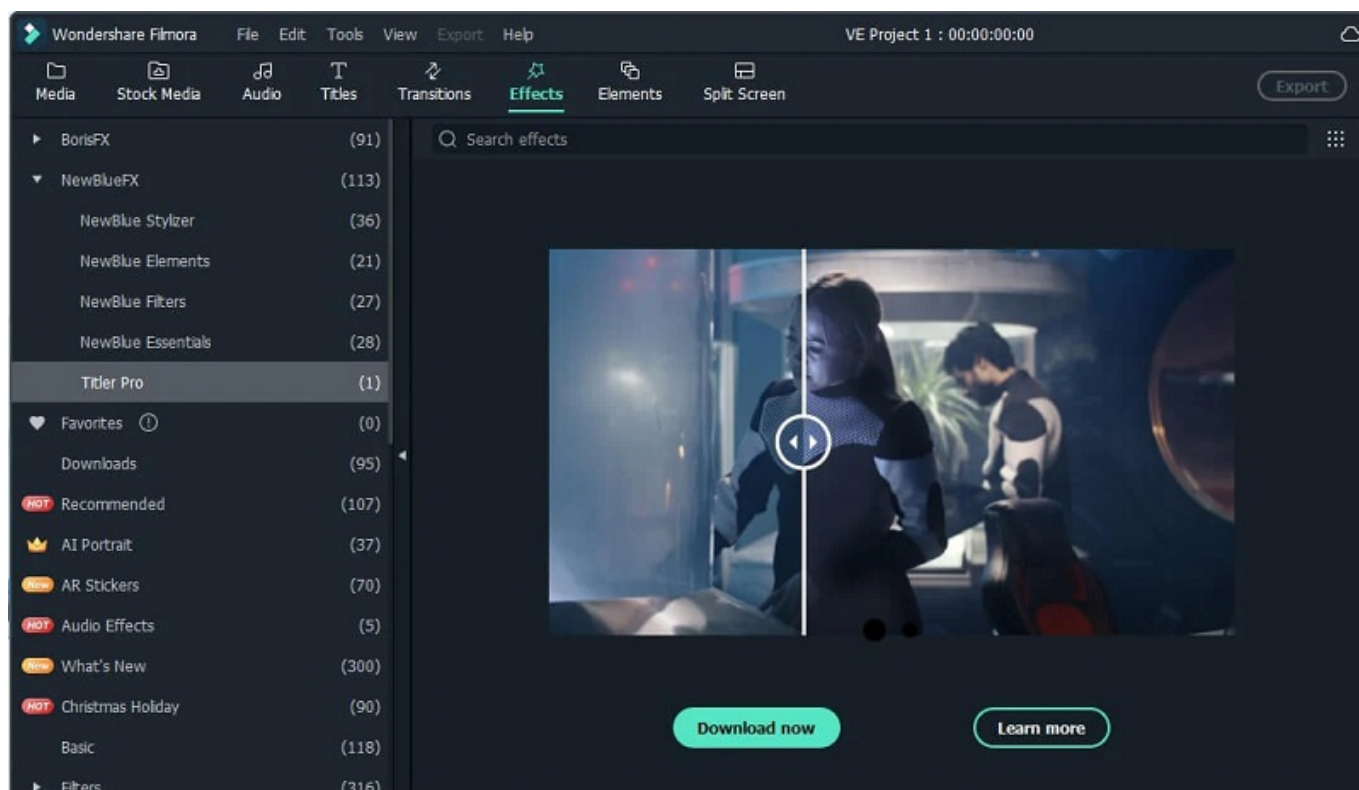 Wondershare Filmora File Edit Tools View Export Help VE Project 1 : 00:00:00:00
Media Stock Media Audio Titles Transitions Effects Elements Split Screen Export
BorisFX (91) Search effects
NewBlueFX (113)
NewBlue Stylizer (36)
NewBlue Elements (21)
NewBlue Filters (27)
NewBlue Essentials (28)
Titler Pro (1)
Favorites (0)
Downloads (95)
HOT Recommended (107)
AI Portrait (37)
New AR Stickers (70)
HOT Audio Effects (5)
New What's New (300)
HOT Christmas Holiday (90)
Download now Learn more
Basic (118)
Filters (316)